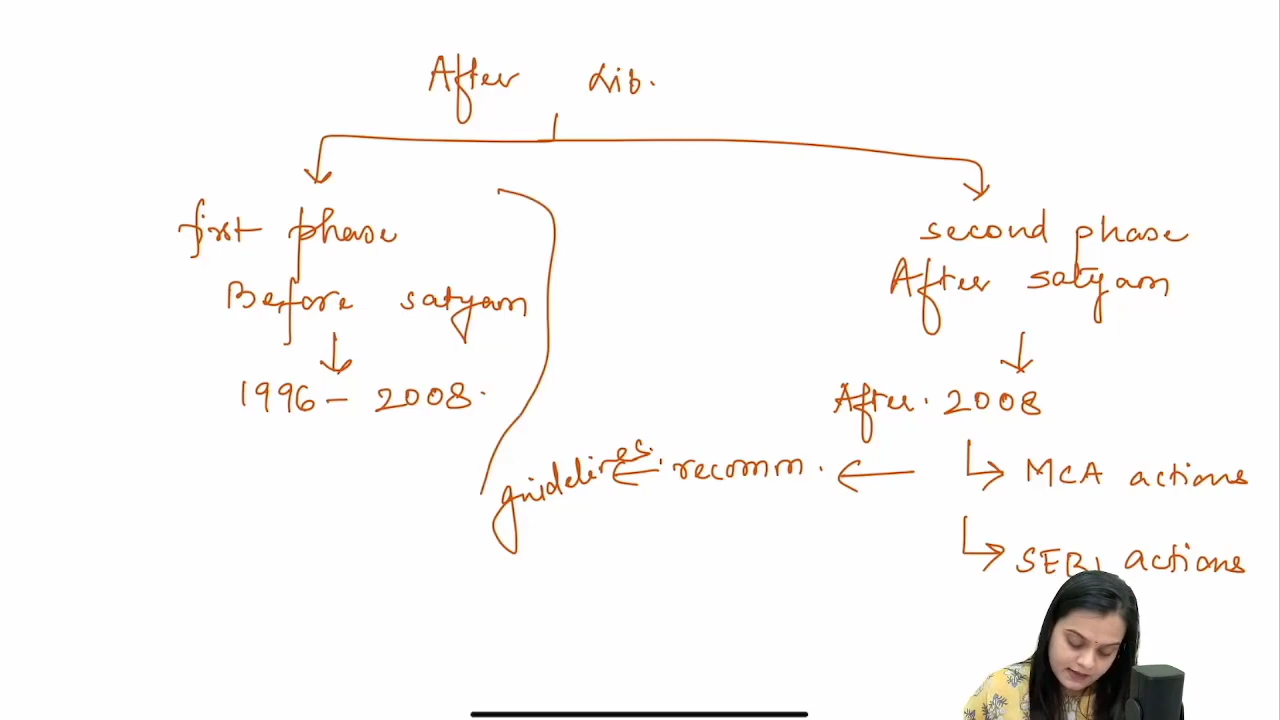 After Lib.
first phase
Before satyam
1996 - 2008.
second phase
After satyam
After. 2008
MCA actions
recomm.
guidelines.
SEBI actions